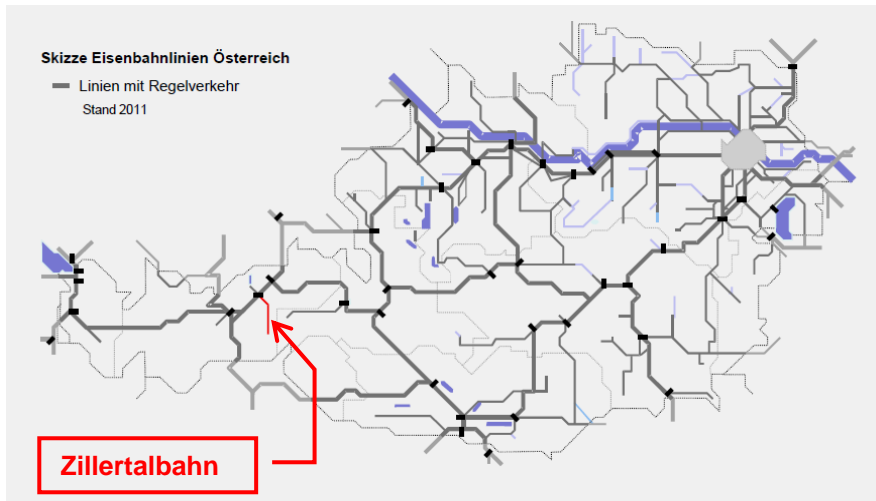 Skizze Eisenbahnlinien Österreich
Linien mit Regelverkehr
Stand 2011
Zillertalbahn